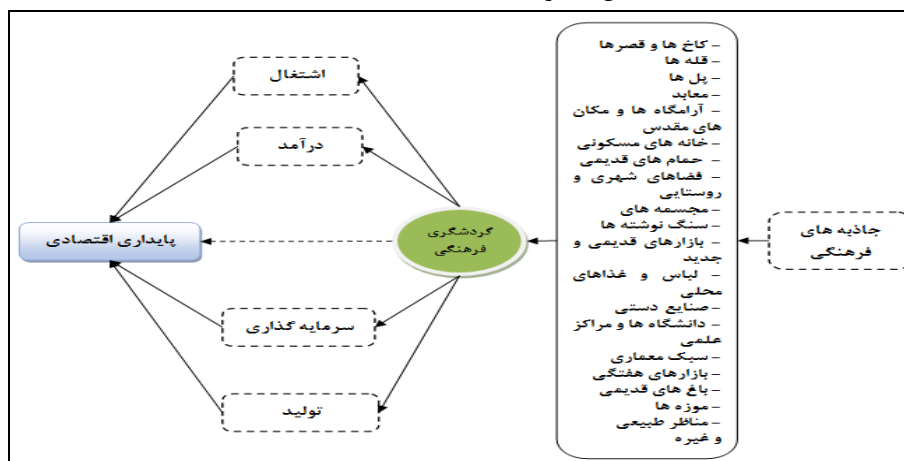 جاذبه های
فرهنگی
– کاخ ها و قصرها
– قله ها
– پل ها
– معابد
– آرامگاه ها و مکان
های مقدس
– خانه های مسکونی
– حمام های قدیمی
– فضاهای شهری و
روستایی
– مجسمه های
– سنگ نوشته ها
– بازارهای قدیمی و
جدید
– لباس و غذاهای
محلی
– صنایع دستی
– دانشگاه ها و مراکز
علمی
– سبک معماری
– بازارهای هفتگی
– باغ های قدیمی
– موزه ها
– مناظر طبیعی
و غیره
گردشگری
فرهنگی
اشتغال
درآمد
سرمایه گذاری
تولید
پایداری اقتصادی